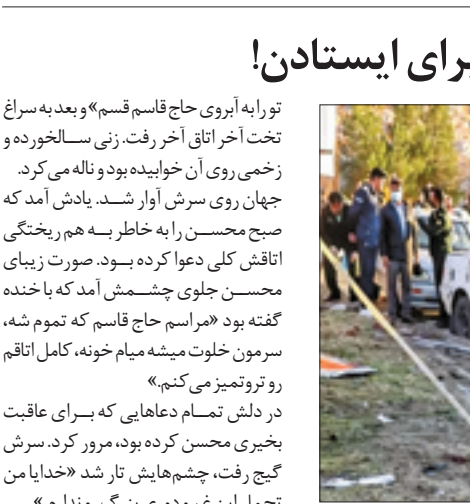 برای ایستادن!
تو را به آبروی حاج قاسم قسم» و بعد به سراغ
تخت آخر اتاق آخر رفت. زنی سالخورده و
زخمی روی آن خوابیده بود و ناله می کرد.
جهان روی سرش آوار شد. یادش آمد که
صبح محسن را به خاطر به هم ریختگی
اتاقش کلی دعوا کرده بود. صورت زیبای
محسن جلوی چشمش آمد که با خنده
گفته بود «مراسم حاج قاسم که تموم شه،
سرمون خلوت میشه میام خونه، کامل اتاقم
رو تروتمیز می کنم.»
در دلش تمام دعاهایی که برای عاقبت
بخیری محسن کرده بود، مرور کرد. سرش
گیج رفت، چشم‌هایش تار شد «خدایا من